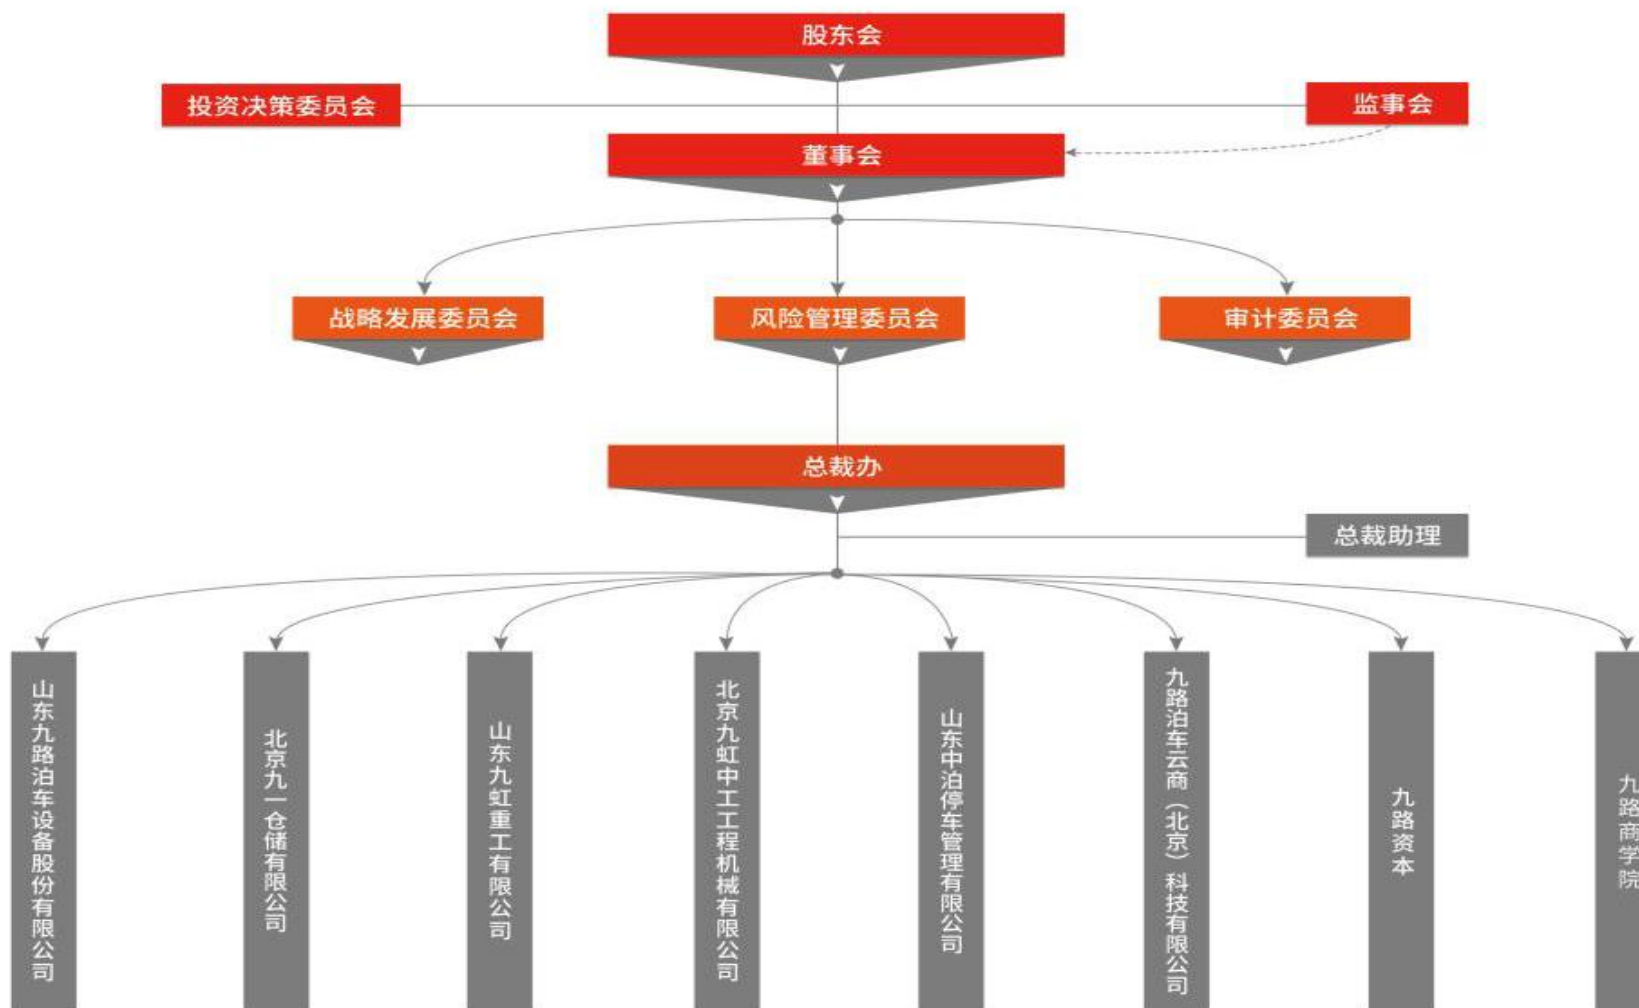 股东会
投资决策委员会
监事会
董事会
战略发展委员会
风险管理委员会
审计委员会
总裁办
总裁助理
山东九路泊车设备股份有限公司
北京九一仓储有限公司
山东九虹重工有限公司
北京九虹中工工程机械有限公司
山东中泊停车管理有限公司
九路泊车云商（北京）科技有限公司
九路资本
九路商学院